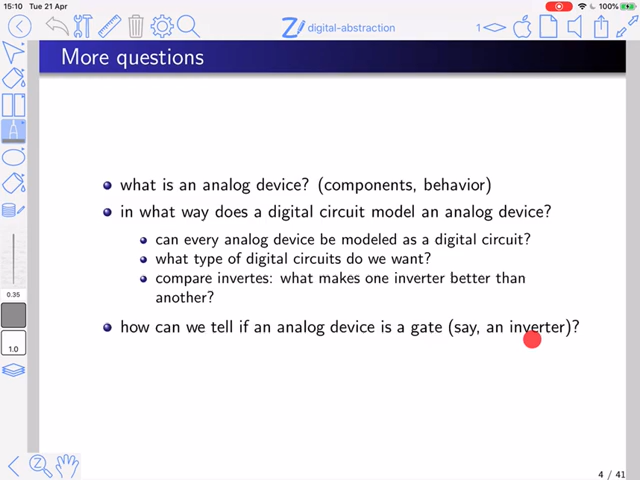 15:10 Tue 21 Apr
100%
digital-abstraction
1
More questions
what is an analog device? (components, behavior)
in what way does a digital circuit model an analog device?
can every analog device be modeled as a digital circuit?
what type of digital circuits do we want?
compare invertes: what makes one inverter better than
another?
how can we tell if an analog device is a gate (say, an inverter)?
0.35
1.0
4 / 41